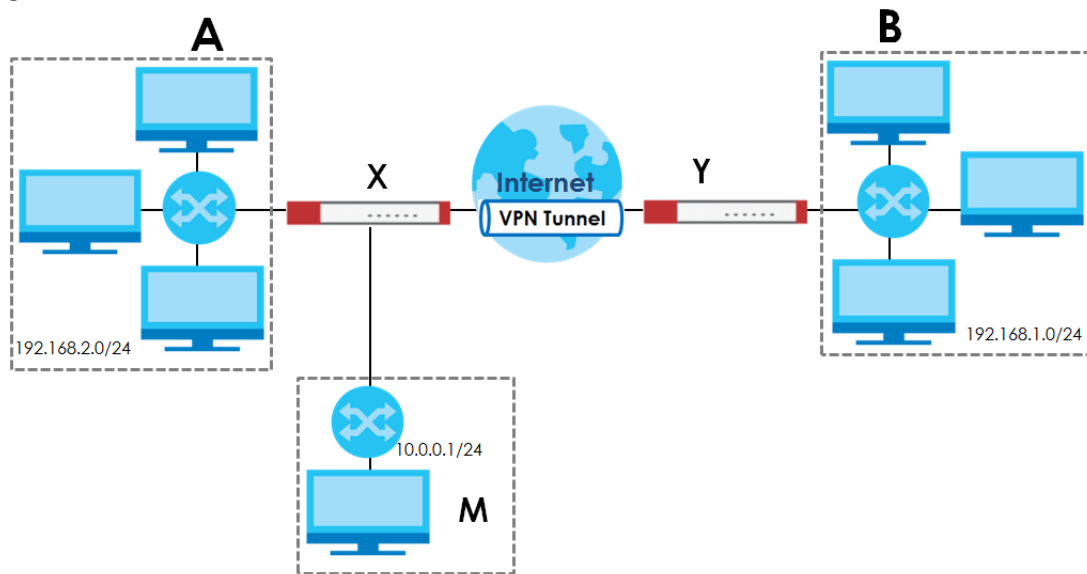 A
B
X
Y
Internet
VPN Tunnel
192.168.2.0/24
192.168.1.0/24
10.0.0.1/24
M